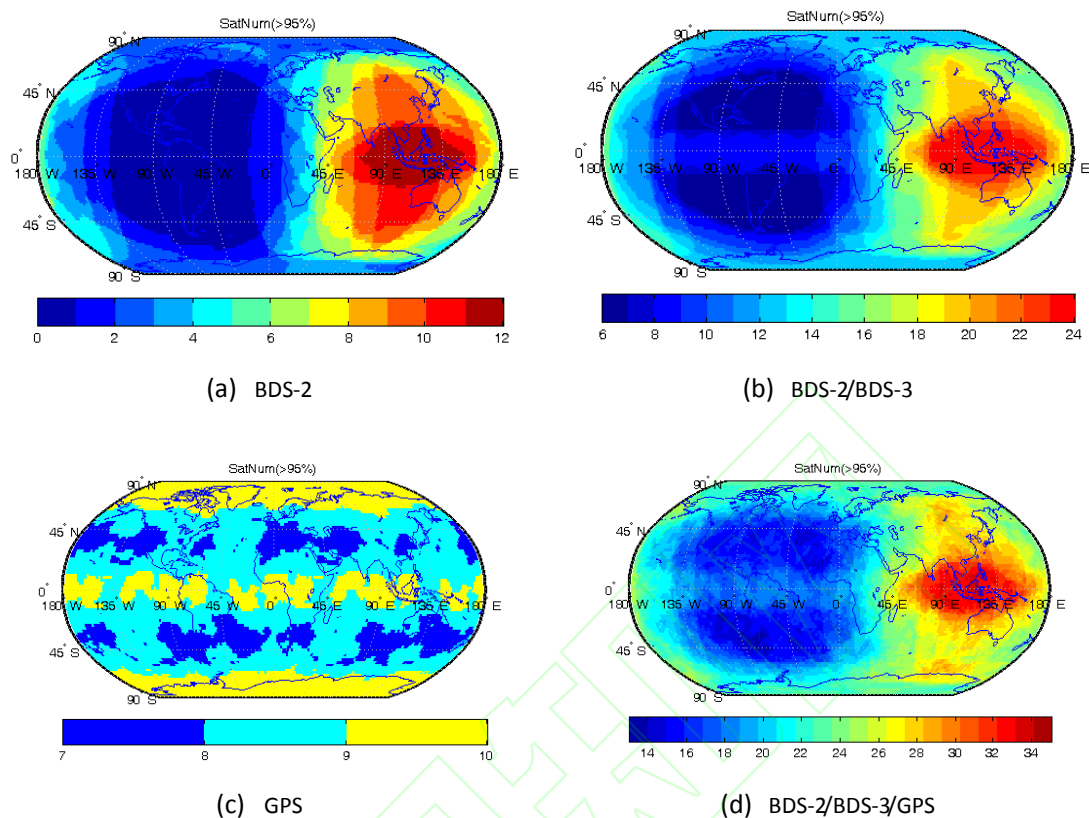 SatNum(>95%)
90° N
45° N
0°
180° W 135° W 90° W 45° W 0° 45° E 90° E 135° E 180° E
45° S
90° S
0 2 4 6 8 10 12
(a) BDS-2
SatNum(>95%)
90° N
45° N
0°
180° W 135° W 90° W 45° W 0° 45° E 90° E 135° E 180° E
45° S
90° S
6 8 10 12 14 16 18 20 22 24
(b) BDS-2/BDS-3
SatNum(>95%)
90° N
45° N
0°
180° W 135° W 90° W 45° W 0° 45° E 90° E 135° E 180° E
45° S
90° S
7 8 9 10
(c) GPS
SatNum(>95%)
90° N
45° N
0°
180° W 135° W 90° W 45° W 0° 45° E 90° E 135° E 180° E
45° S
90° S
14 16 18 20 22 24 26 28 30 32 34
(d) BDS-2/BDS-3/GPS